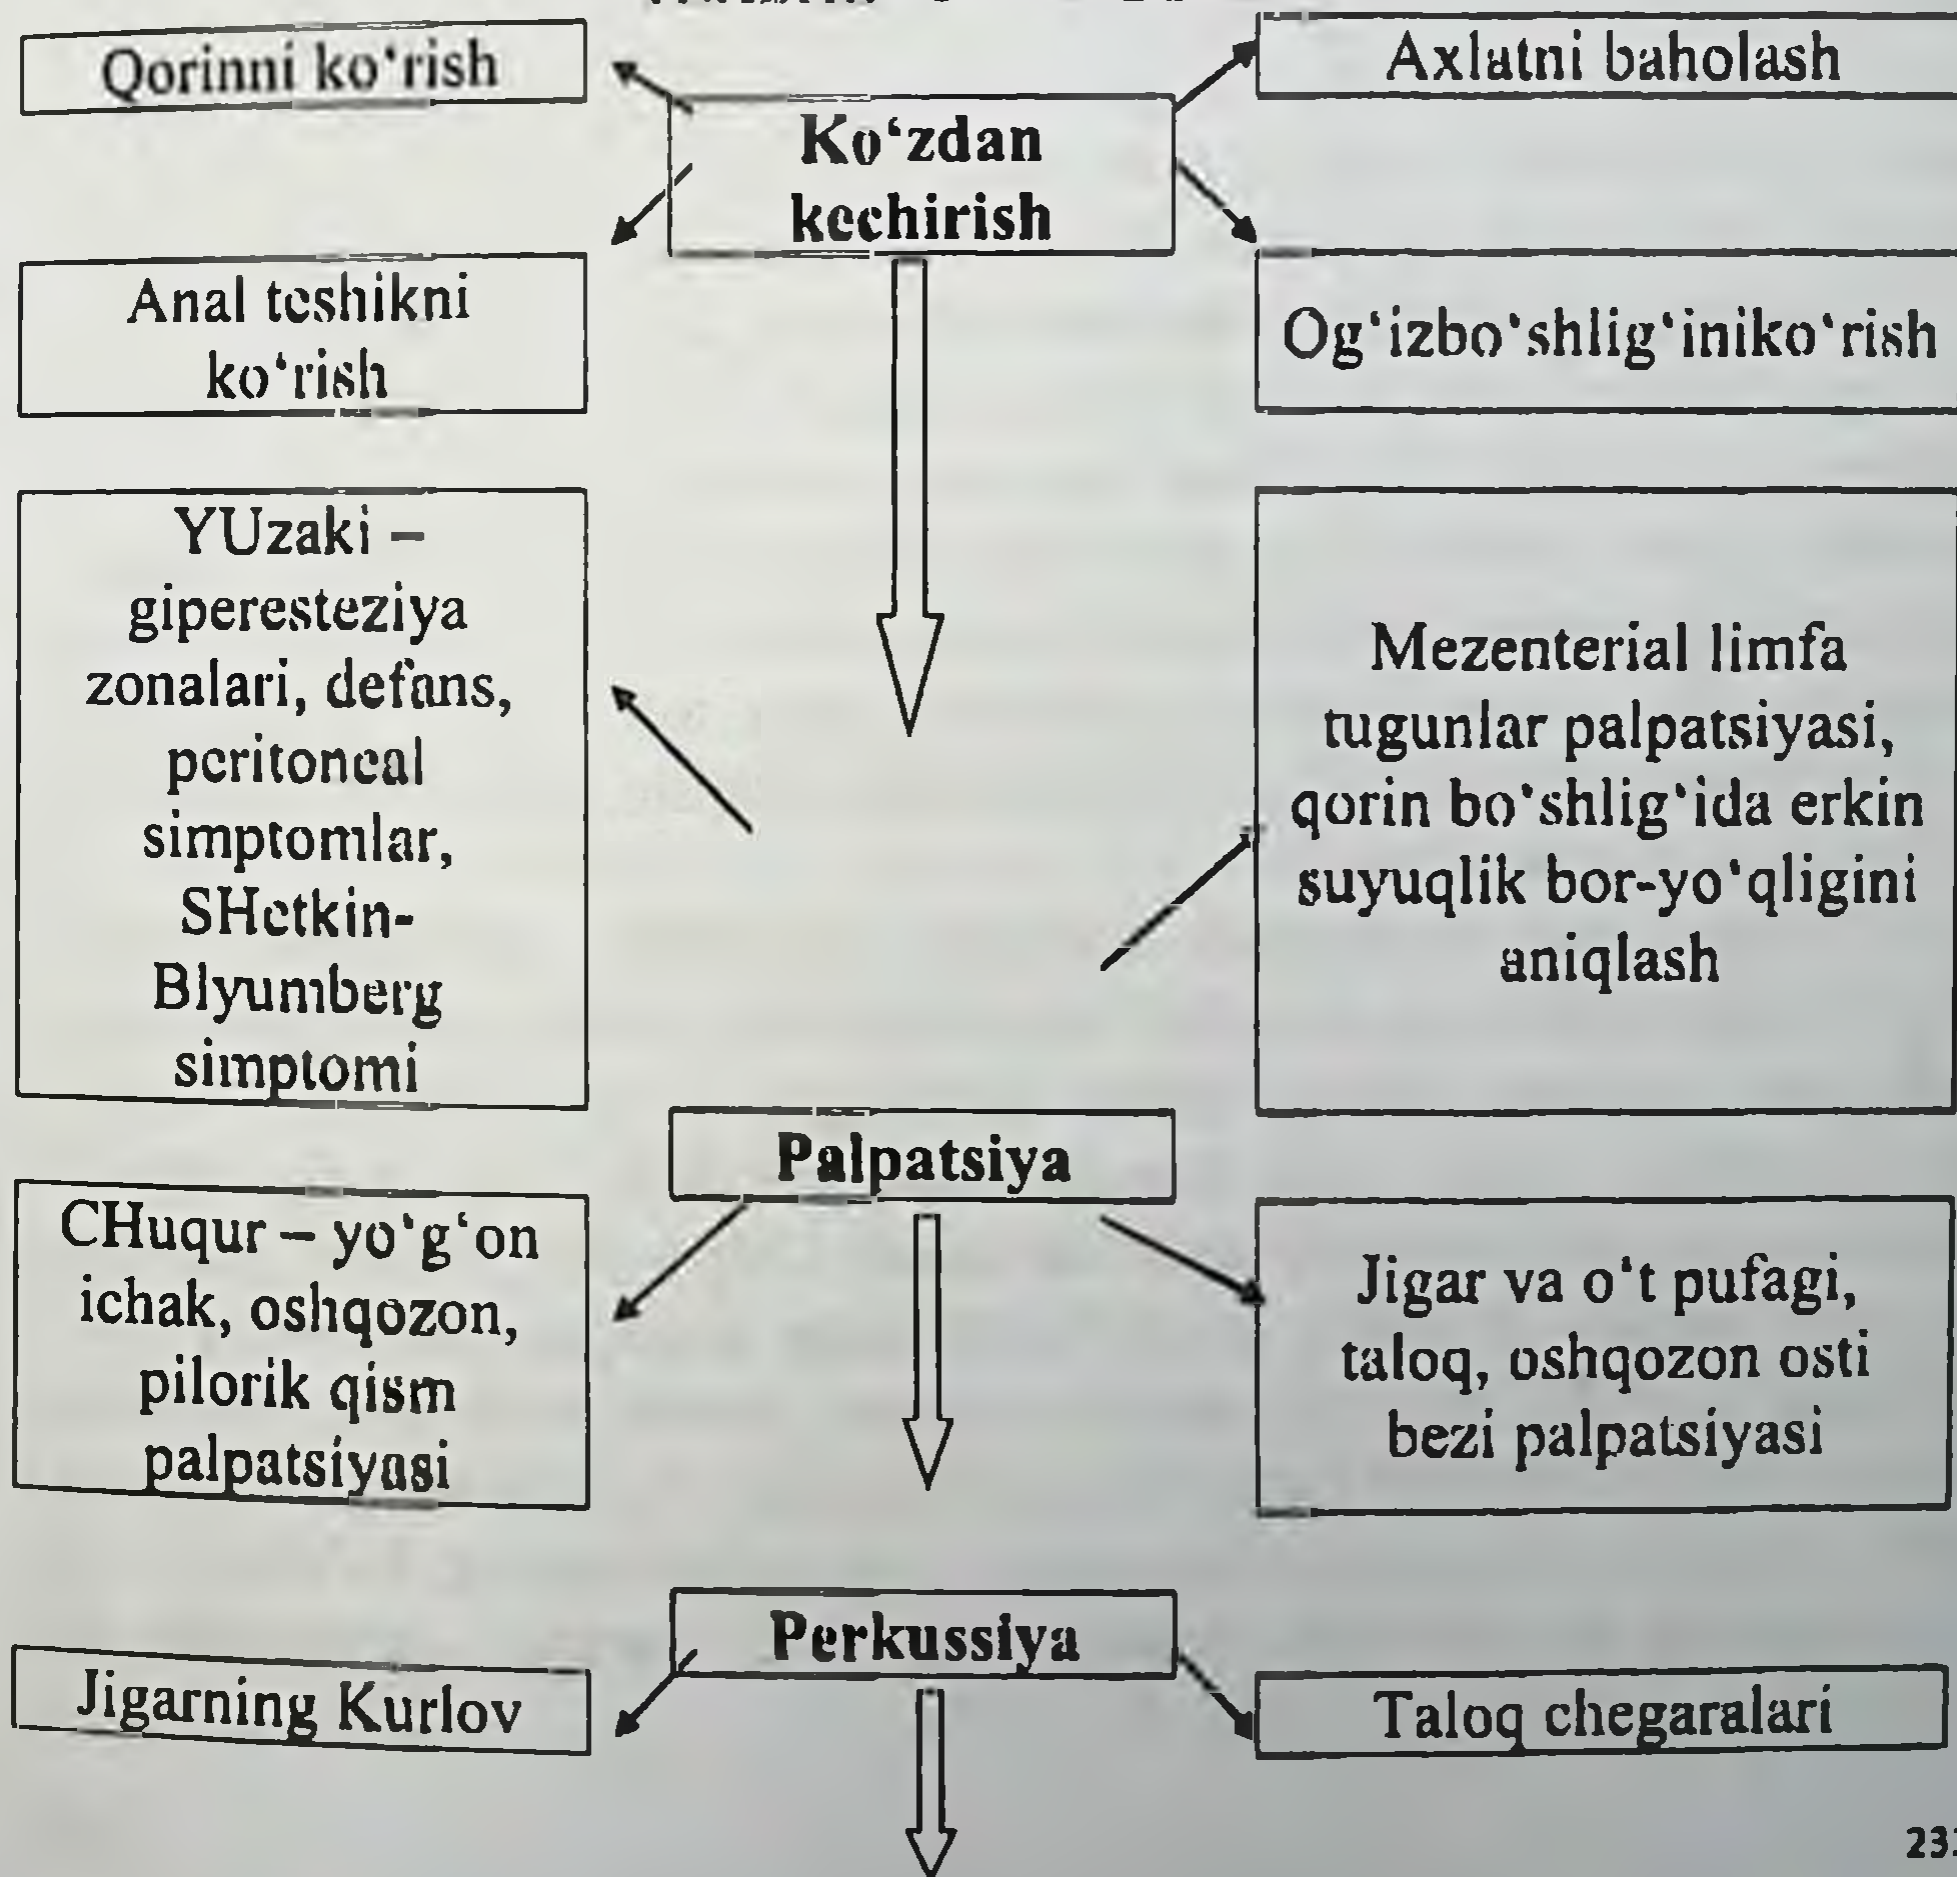 Qorinni ko‘rish
Axlatni baholash
Ko‘zdan
kechirish
Anal teshikni
ko‘rish
Og‘izbo‘shlig‘iniko‘rish
YUzaki –
giperesteziya
zonalari, defans,
peritoneal
simptomlar,
SHetkin-
Blyumberg
simptomi
Mezenterial limfa
tugunlar palpatsiyasi,
qorin bo‘shlig‘ida erkin
suyuqlik bor-yo‘qligini
aniqlash
Palpatsiya
CHuqur – yo‘g‘on
ichak, oshqozon,
pilorik qism
palpatsiyasi
Jigar va o‘t pufagi,
taloq, oshqozon osti
bezi palpatsiyasi
Perkussiya
Jigarning Kurlov
Taloq chegaralari